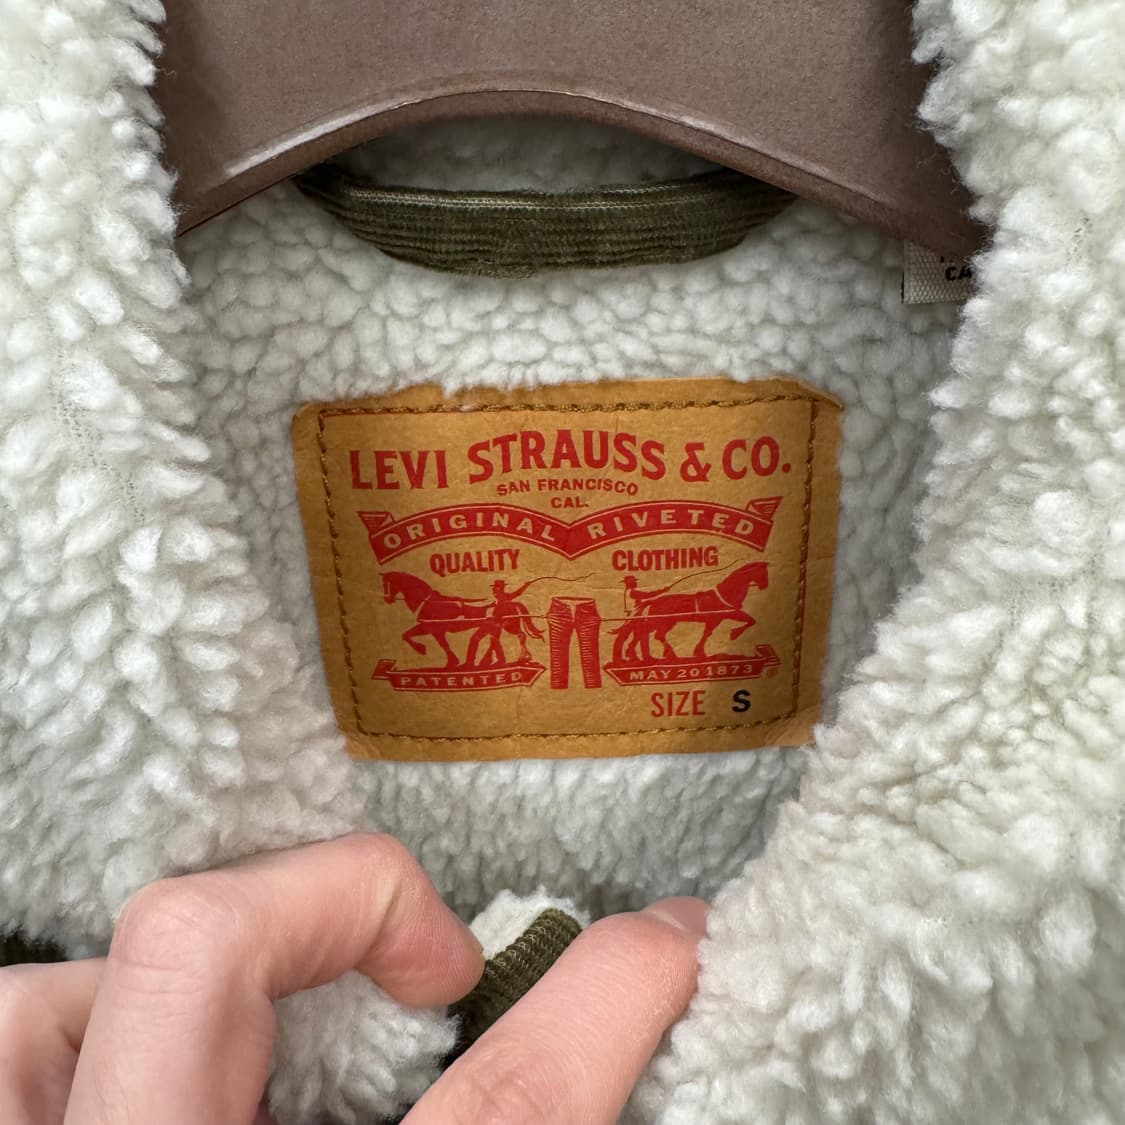 LEVI STRAUSS & CO.
SAN FRANCISCO
CAL.
ORIGINAL RIVETED
QUALITY CLOTHING
PATENTED MAY 20 1873 ®
SIZE S